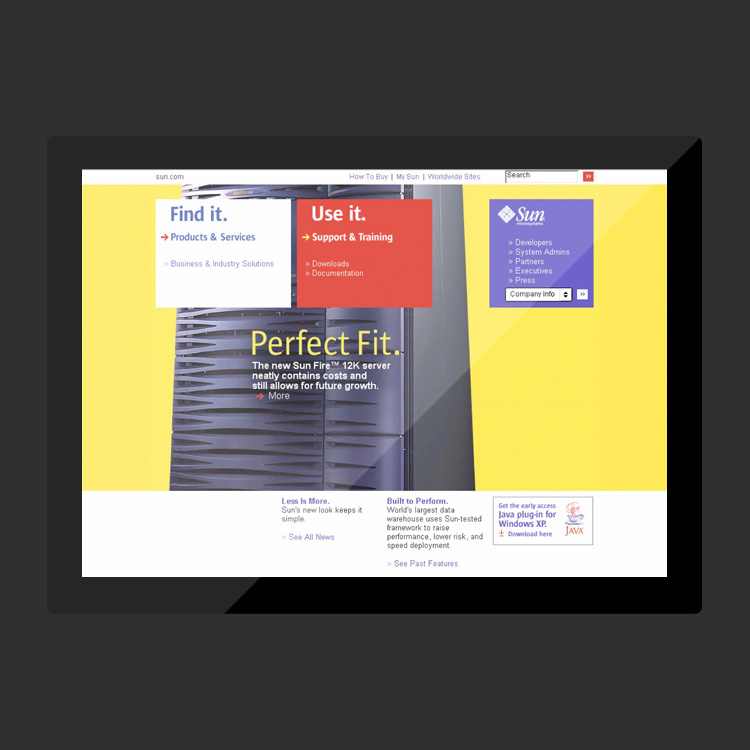 sun.com
How To Buy | My Sun | Worldwide Sites
Search
Find it.
➔ Products & Services
» Business & Industry Solutions
Use it.
➔ Support & Training
» Downloads
» Documentation
Sun
microsystems
» Developers
» System Admins
» Partners
» Executives
» Press
Company Info
Perfect Fit.
The new Sun Fire™ 12K server
neatly contains costs and
still allows for future growth.
➔ More
Less Is More.
Sun's new look keeps it
simple.
» See All News
Built to Perform.
World's largest data
warehouse uses Sun-tested
framework to raise
performance, lower risk, and
speed deployment.
» See Past Features
Get the early access
Java plug-in for
Windows XP.
Download here
JAVA